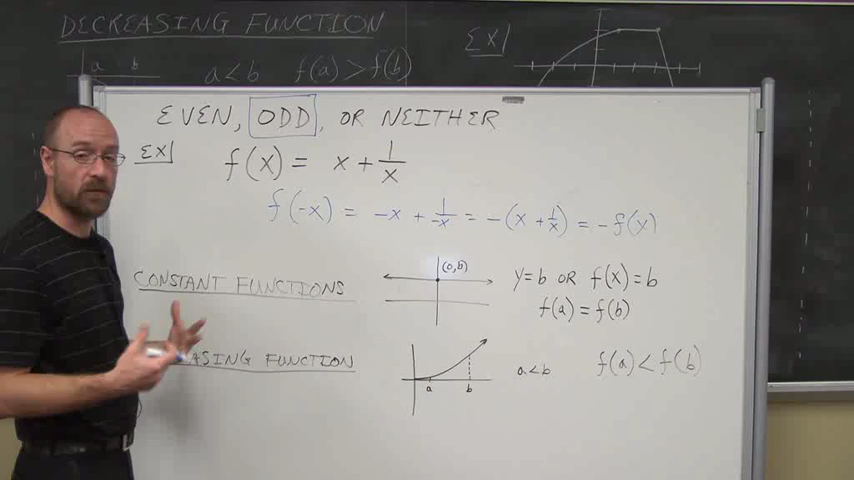 DECREASING FUNCTION
a b a<b f(a)>f(b)
EX|
EVEN, ODD, OR NEITHER
EX| f(x) = x + 1/x
f(-x) = -x + 1/-x = -(x + 1/x) = -f(x)
CONSTANT FUNCTIONS
(0,b)
y=b OR f(x)=b
f(a)=f(b)
ASING FUNCTION
a b
a<b f(a)<f(b)